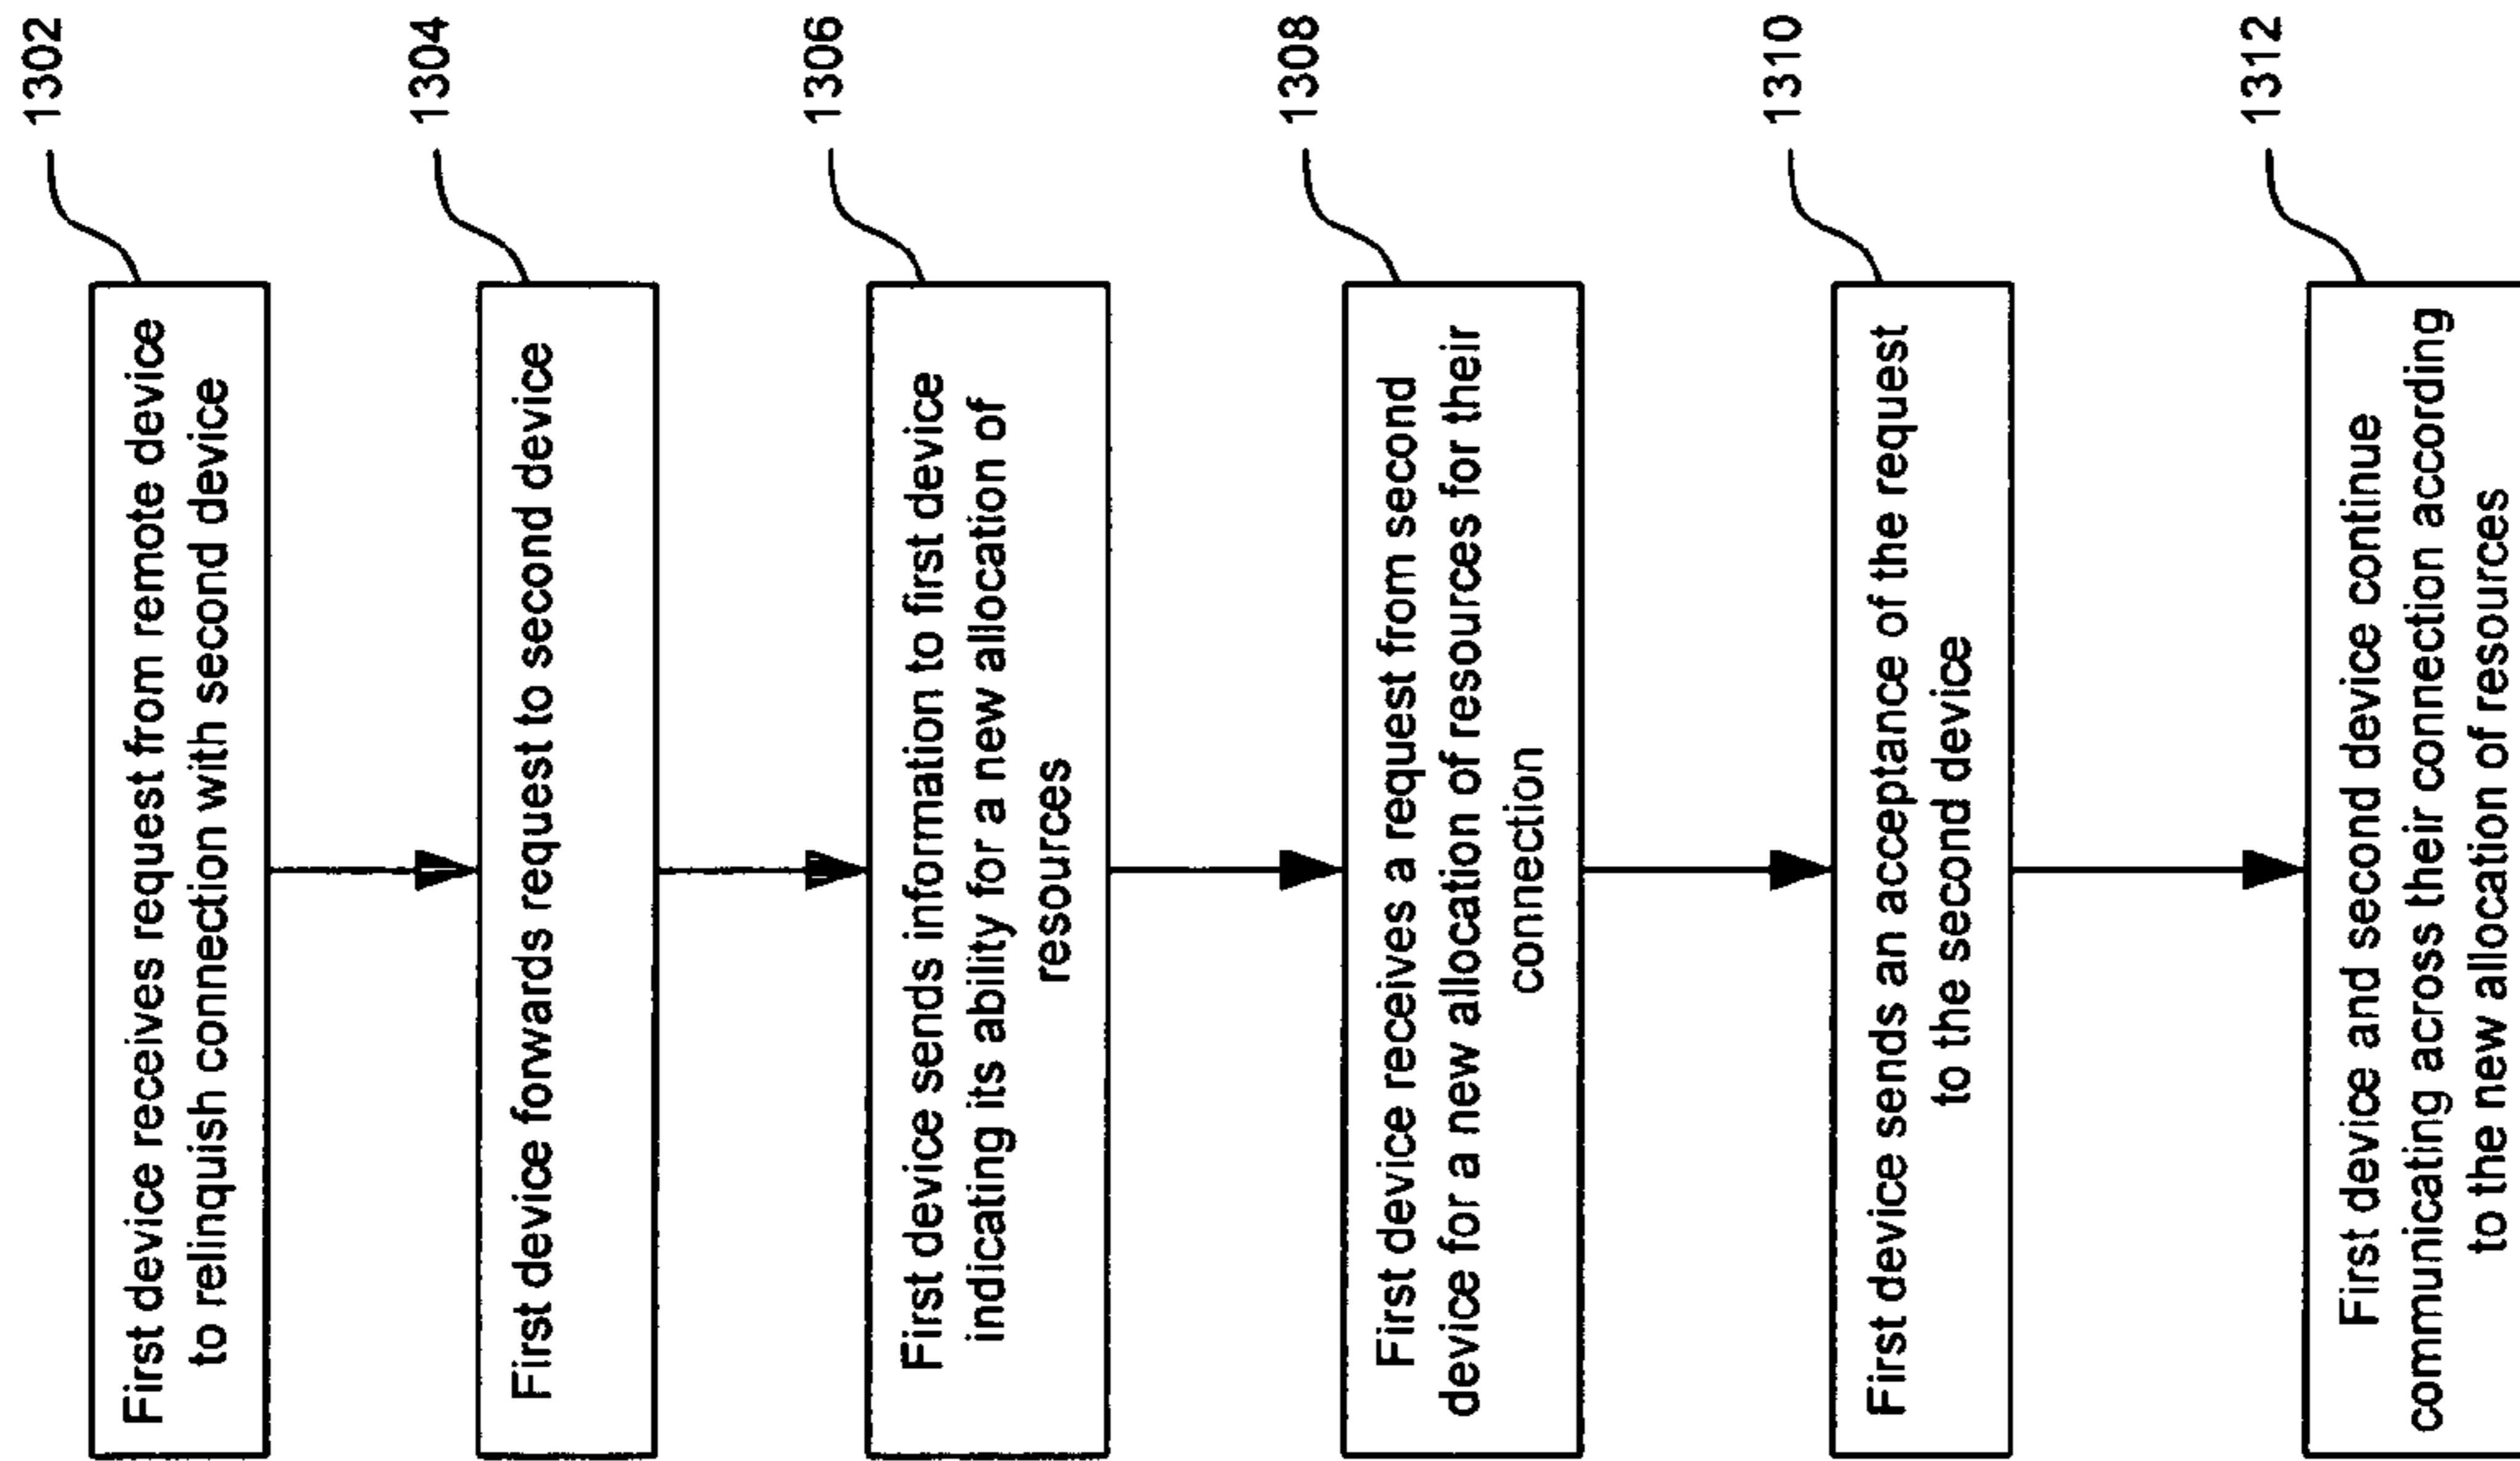 1302
First device receives request from remote device
to relinquish connection with second device
1304
First device forwards request to second device
1306
First device sends information to first device
indicating its ability for a new allocation of
resources
1308
First device receives a request from second
device for a new allocation of resources for their
connection
1310
First device sends an acceptance of the request
to the second device
1312
First device and second device continue
communicating across their connection according
to the new allocation of resources